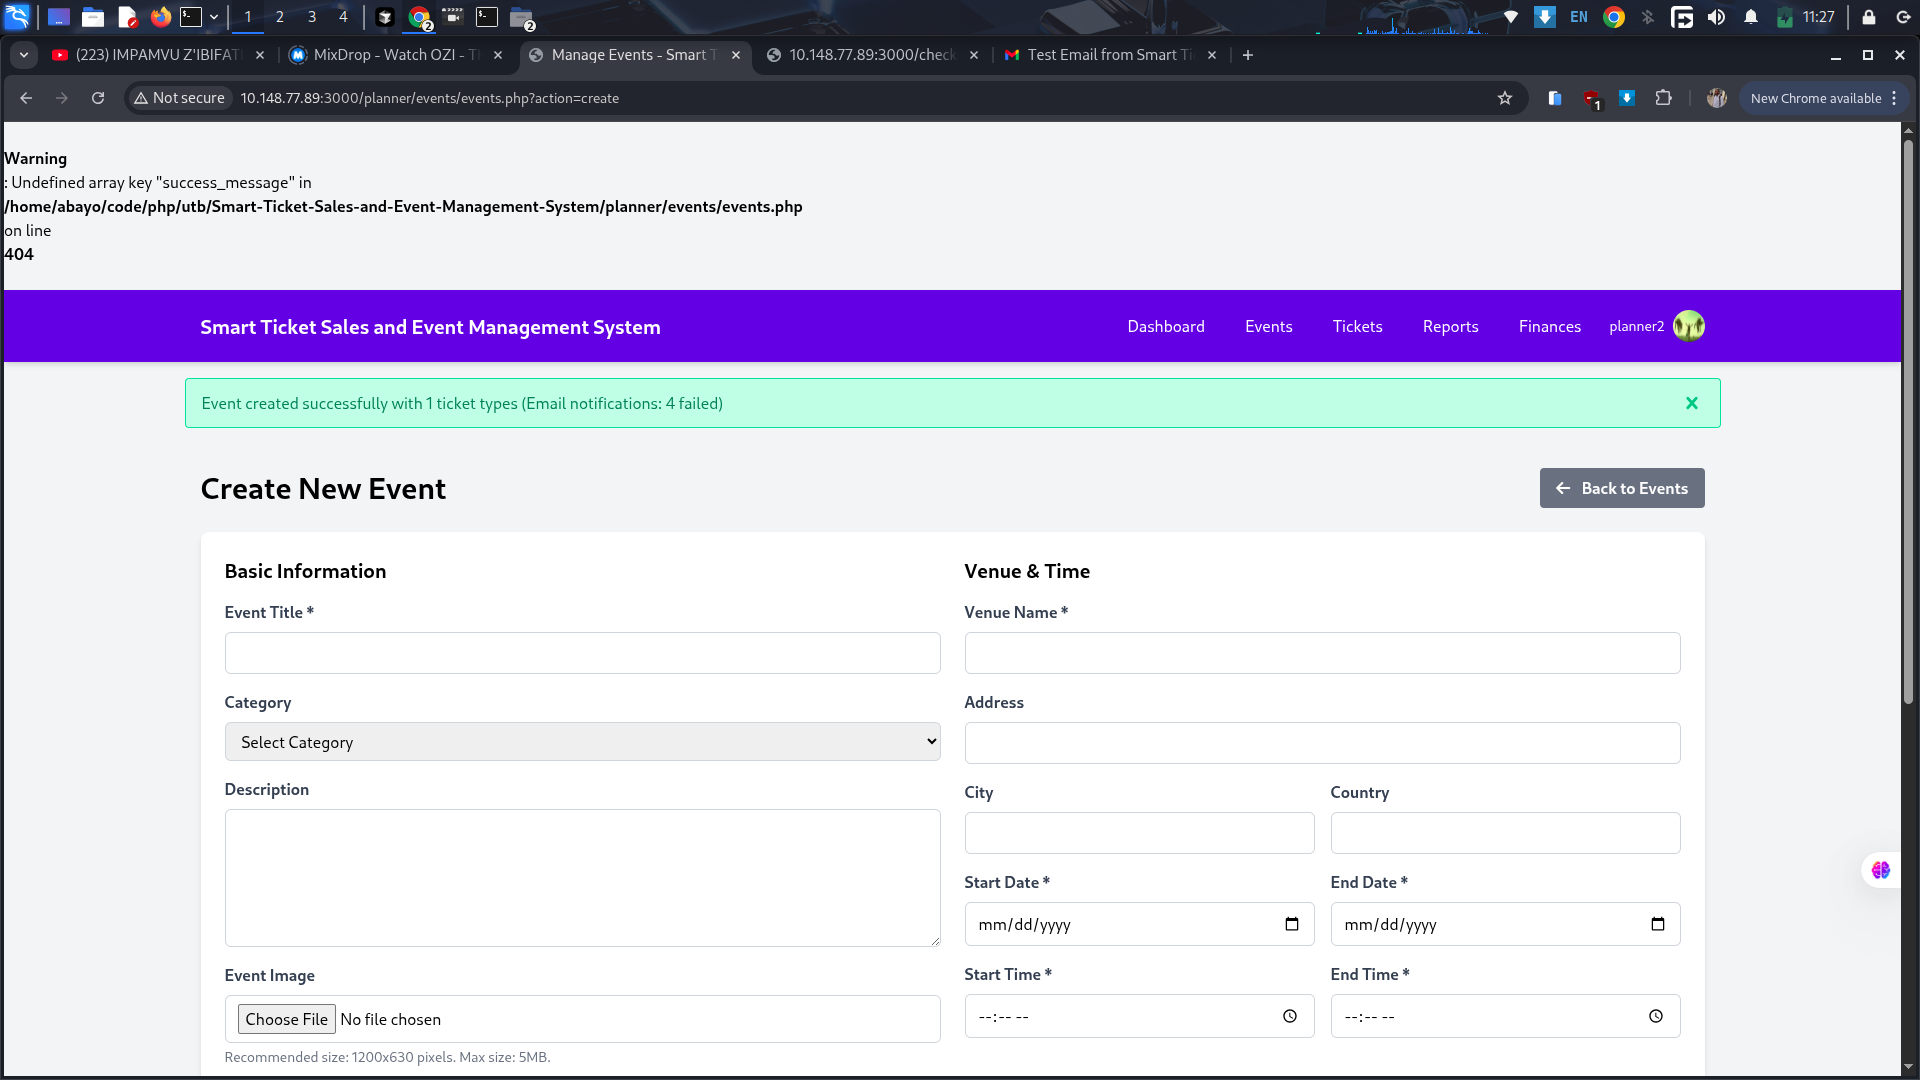 1 2 3 4
2
2
EN
11:27
(223) IMPAMVU Z'IBIFAT
MixDrop - Watch OZI - T
Manage Events - Smart T
10.148.77.89:3000/check
Test Email from Smart Ti
Not secure
10.148.77.89:3000/planner/events/events.php?action=create
1
New Chrome available
Warning
: Undefined array key "success_message" in
/home/abayo/code/php/utb/Smart-Ticket-Sales-and-Event-Management-System/planner/events/events.php
on line
404
Smart Ticket Sales and Event Management System
Dashboard
Events
Tickets
Reports
Finances
planner2
Event created successfully with 1 ticket types (Email notifications: 4 failed)
Create New Event
Back to Events
Basic Information
Event Title *
Category
Select Category
Description
Event Image
Choose File No file chosen
Recommended size: 1200x630 pixels. Max size: 5MB.
Venue & Time
Venue Name *
Address
City
Country
Start Date *
End Date *
mm/dd/yyyy
mm/dd/yyyy
Start Time *
End Time *
--:-- --
--:-- --